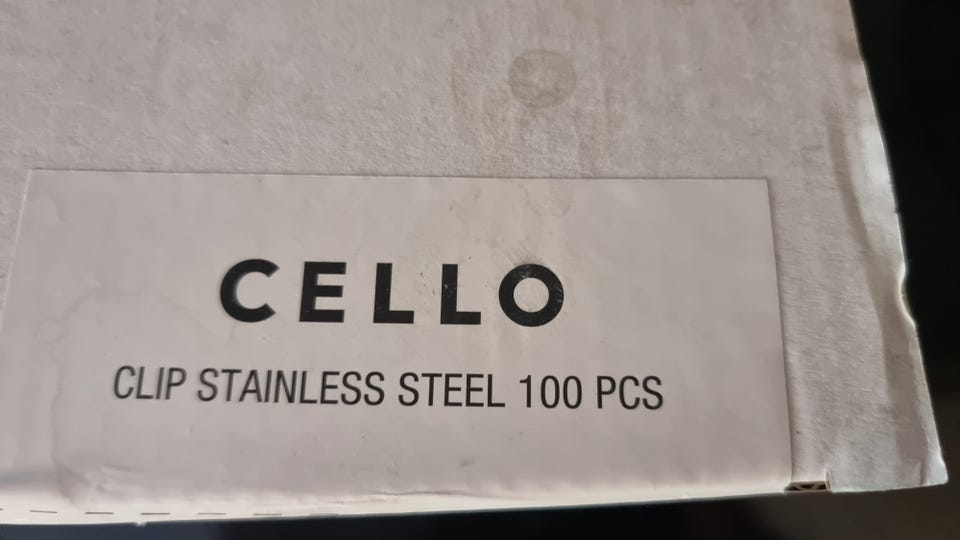 CELLO
CLIP STAINLESS STEEL 100 PCS